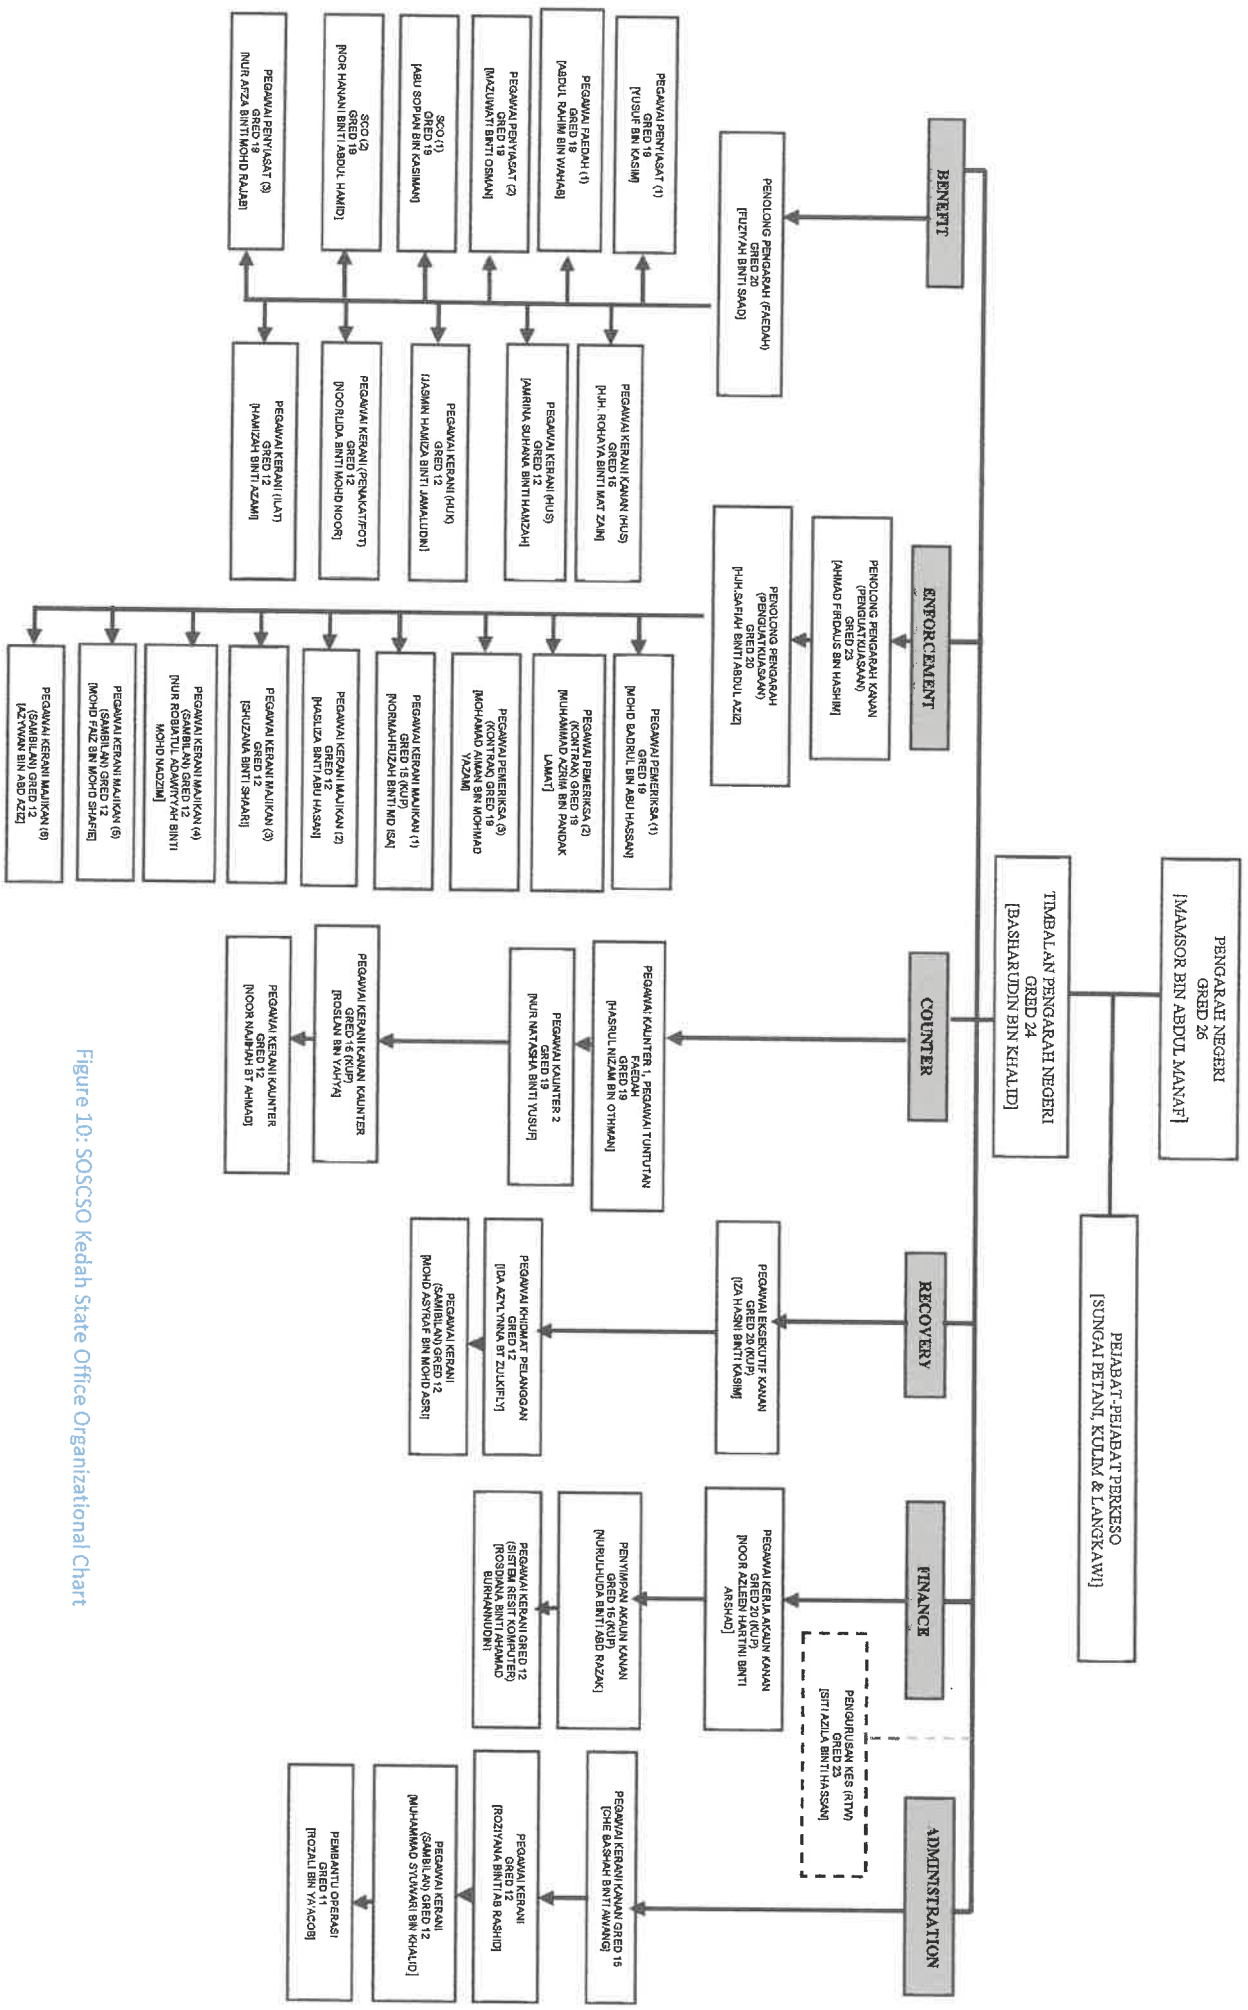 PENGARAH NEGERI
GRED 26
[MAMSOR BIN ABDUL MANAF]
PEJABAT-PEJABAT PERKESO
[SUNGAI PETANI, KULIM & LANGKAWI]
TIMBALAN PENGARAH NEGERI
GRED 24
[BASHARUDIN BIN KHALID]
BENEFIT
ENFORCEMENT
COUNTER
RECOVERY
FINANCE
ADMINISTRATION
PENOLONG PENGARAH (FAEDAH)
GRED 20
[FUZIYAH BINTI SAAD]
PEGAWAI PENYIASAT (1)
GRED 19
[YUSUF BIN KASIM]
PEGAWAI FAEDAH (1)
GRED 19
[ABDUL RAHIM BIN WAHAB]
PEGAWAI PENYIASAT (2)
GRED 19
[MAZUWATI BINTI OSMAN]
SCO (1)
GRED 19
[ABU SOPIAN BIN KASIMAN]
SCO (2)
GRED 19
[NOR HANANI BINTI ABDUL HAMID]
PEGAWAI PENYIASAT (3)
GRED 19
[NUR AFZA BINTI MOHD RAJAB]
PEGAWAI KERANI KANAN (HUS)
GRED 15
[HJH. ROHAYA BINTI MAT ZAIN]
PEGAWAI KERANI (HUS)
GRED 12
[AMRINA SUHANA BINTI HAMZAH]
PEGAWAI KERANI (HUK)
GRED 12
[JASMIN HAMIZA BINTI JAMALUDIN]
PEGAWAI KERANI (PENAKAT/FOT)
GRED 12
[NOORLIDA BINTI MOHD NOOR]
PEGAWAI KERANI (ILAT)
GRED 12
[HAMIZAH BINTI AZAMI]
PENOLONG PENGARAH KANAN
(PENGUATKUASAAN)
GRED 23
[AHMAD FIRDAUS BIN HASHIM]
PENOLONG PENGARAH
(PENGUATKUASAAN)
GRED 20
[HJH.SAFIAH BINTI ABDUL AZIZ]
PEGAWAI PEMERIKSA (1)
GRED 19
[MOHD BADRUL BIN ABU HASSAN]
PEGAWAI PEMERIKSA (2)
(KONTRAK) GRED 19
[MUHAMMAD AZRIM BIN PANDAK
LAMAT]
PEGAWAI PEMERIKSA (3)
(KONTRAK) GRED 19
[MOHAMAD AIMAN BIN MOHMAD
YAZAM]
PEGAWAI KERANI MAJIKAN (1)
GRED 15 (KUP)
[NORMAHFUZAH BINTI MD ISA]
PEGAWAI KERANI MAJIKAN (2)
GRED 12
[HASLIZA BINTI ABU HASAN]
PEGAWAI KERANI MAJIKAN (3)
GRED 12
[SHUZANA BINTI SHAARI]
PEGAWAI KERANI MAJIKAN (4)
(SAMBILAN) GRED 12
[NUR ROBIATUL ADAWIYYAH BINTI
MOHD NADZIM]
PEGAWAI KERANI MAJIKAN (5)
(SAMBILAN) GRED 12
[MOHD FAIZ BIN MOHD SHAFIE]
PEGAWAI KERANI MAJIKAN (6)
(SAMBILAN) GRED 12
[AZYWAN BIN ABD AZIZ]
PEGAWAI KAUNTER 1, PEGAWAI TUNTUTAN
FAEDAH
GRED 19
[HASRUL NIZAM BIN OTHMAN]
PEGAWAI KAUNTER 2
GRED 19
[NUR NATASHA BINTI YUSUF]
PEGAWAI KERANI KANAN KAUNTER
GRED 15 (KUP)
[ROSLAN BIN YAHYA]
PEGAWAI KERANI KAUNTER
GRED 12
[NOOR NAJIHAH BT AHMAD]
PEGAWAI EKSEKUTIF KANAN
GRED 20 (KUP)
[IZA HASNI BINTI KASIM]
PEGAWAI KHIDMAT PELANGGAN
GRED 12
[IDA AZYLYNNA BT ZULKIFLY]
PEGAWAI KERANI
(SAMIBILAN) GRED 12
[MOHD ASYRAF BIN MOHD ASRI]
PEGAWAI KERJA AKAUN KANAN
GRED 20 (KUP)
[NOOR AZLEEN HARTINI BINTI
ARSHAD]
PENYIMPAN AKAUN KANAN
GRED 15 (KUP)
[NURULHUDA BINTI ABD RAZAK]
PEGAWAI KERANI GRED 12
(SISTEM RESIT KOMPUTER)
[ROSDIANA BINTI AHAMAD
BURHANNUDIN]
PENGURUSAN KES (RTW)
GRED 23
[SITI AZILA BINTI HASSAN]
PEGAWAI KERANI KANAN GRED 15
[CHE BASHAH BINTI AWANG]
PEGAWAI KERANI
GRED 12
[ROZIYANA BINTI AB RASHID]
PEGAWAI KERANI
(SAMBILAN) GRED 12
[MUHAMMAD SYUWARI BIN KHALID]
PEMBANTU OPERASI
GRED 11
[ROZALI BIN YA'ACOB]
Figure 10: SOSCSO Kedah State Office Organizational Chart